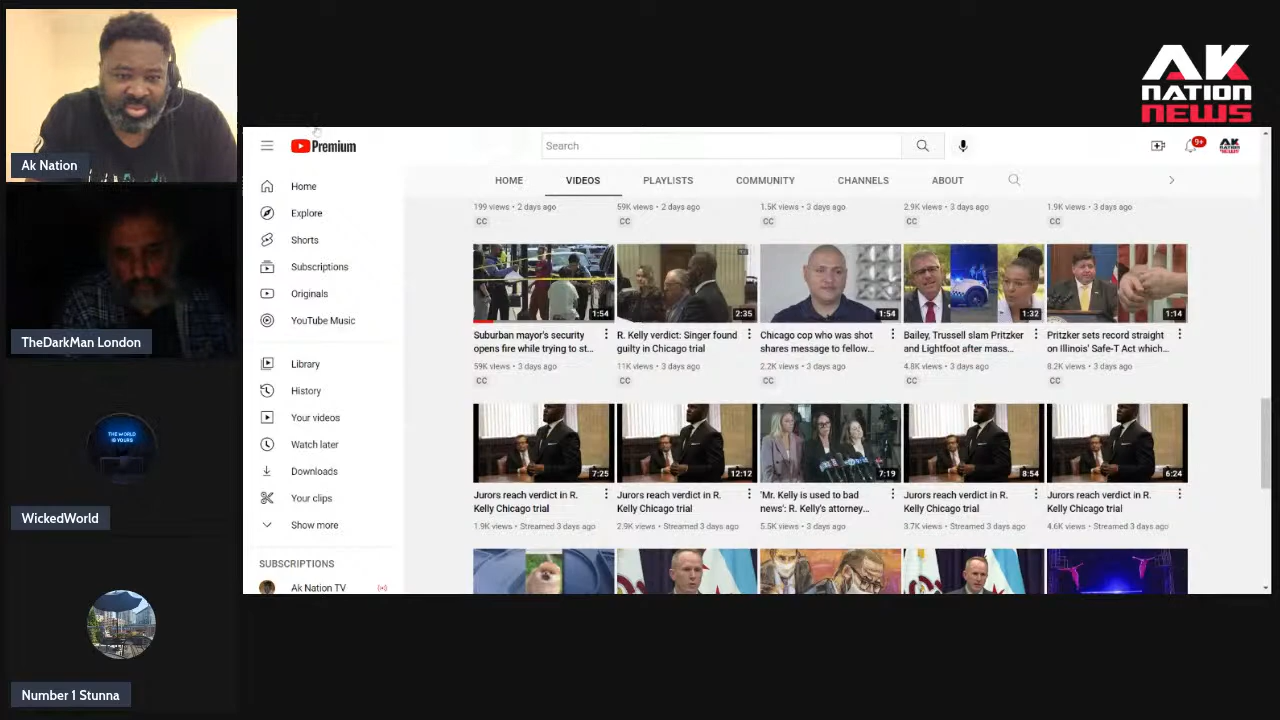 Ak Nation
TheDarkMan London
THE WORLD
IS YOURS
WickedWorld
Number 1 Stunna
AK
NATION
NEWS
Premium
Search
9+
HOME
VIDEOS
PLAYLISTS
COMMUNITY
CHANNELS
ABOUT
Home
Explore
Shorts
Subscriptions
Originals
YouTube Music
Library
History
Your videos
Watch later
Downloads
Your clips
Show more
SUBSCRIPTIONS
Ak Nation TV
199 views • 2 days ago
CC
59K views • 2 days ago
CC
1.5K views • 3 days ago
CC
2.9K views • 3 days ago
CC
1.9K views • 3 days ago
CC
1:54
Suburban mayor's security
opens fire while trying to st...
59K views • 3 days ago
CC
2:35
R. Kelly verdict: Singer found
guilty in Chicago trial
11K views • 3 days ago
CC
1:54
Chicago cop who was shot
shares message to fellow...
2.2K views • 3 days ago
CC
1:32
Bailey, Trussell slam Pritzker
and Lightfoot after mass...
4.8K views • 3 days ago
CC
1:14
Pritzker sets record straight
on Illinois' Safe-T Act which...
8.2K views • 3 days ago
CC
7:25
Jurors reach verdict in R.
Kelly Chicago trial
1.9K views • Streamed 3 days ago
12:12
Jurors reach verdict in R.
Kelly Chicago trial
2.9K views • Streamed 3 days ago
7:19
'Mr. Kelly is used to bad
news': R. Kelly's attorney...
5.5K views • 3 days ago
8:54
Jurors reach verdict in R.
Kelly Chicago trial
3.7K views • Streamed 3 days ago
6:24
Jurors reach verdict in R.
Kelly Chicago trial
4.6K views • Streamed 3 days ago